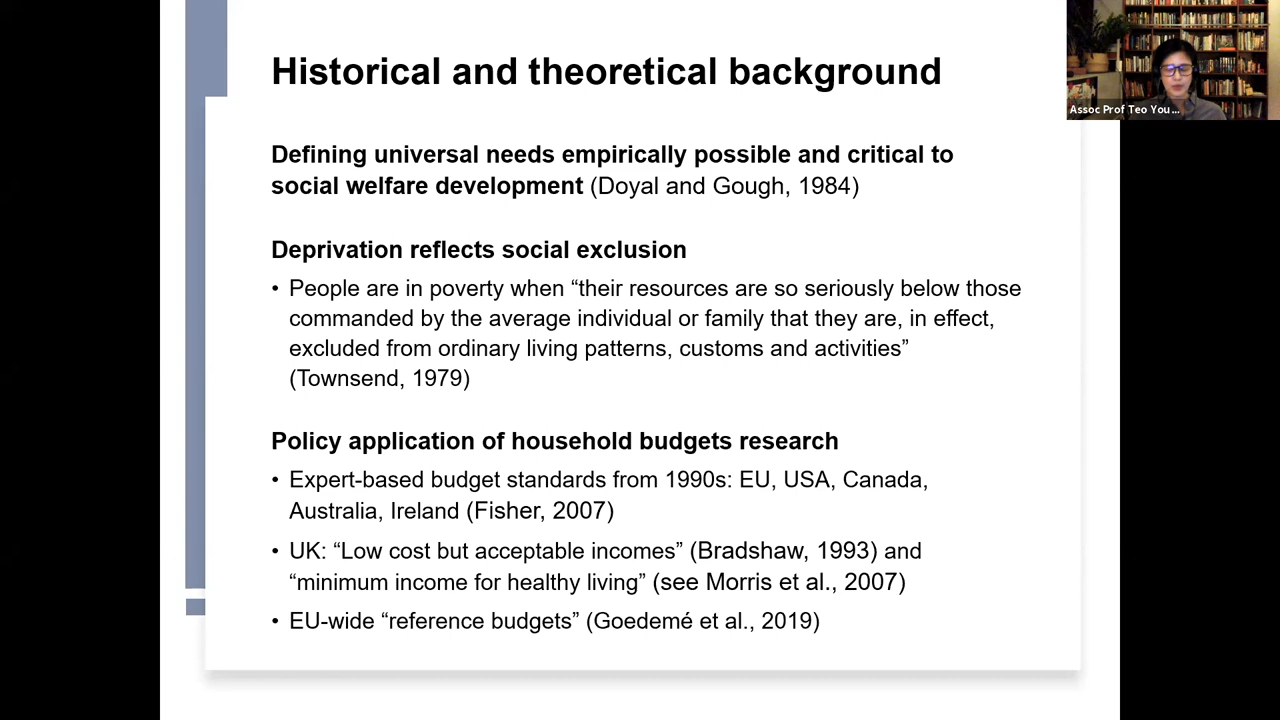 Historical and theoretical background
Assoc Prof Teo You...
Defining universal needs empirically possible and critical to
social welfare development (Doyal and Gough, 1984)
Deprivation reflects social exclusion
• People are in poverty when “their resources are so seriously below those
commanded by the average individual or family that they are, in effect,
excluded from ordinary living patterns, customs and activities”
(Townsend, 1979)
Policy application of household budgets research
• Expert-based budget standards from 1990s: EU, USA, Canada,
Australia, Ireland (Fisher, 2007)
• UK: “Low cost but acceptable incomes” (Bradshaw, 1993) and
“minimum income for healthy living” (see Morris et al., 2007)
• EU-wide “reference budgets” (Goedemé et al., 2019)